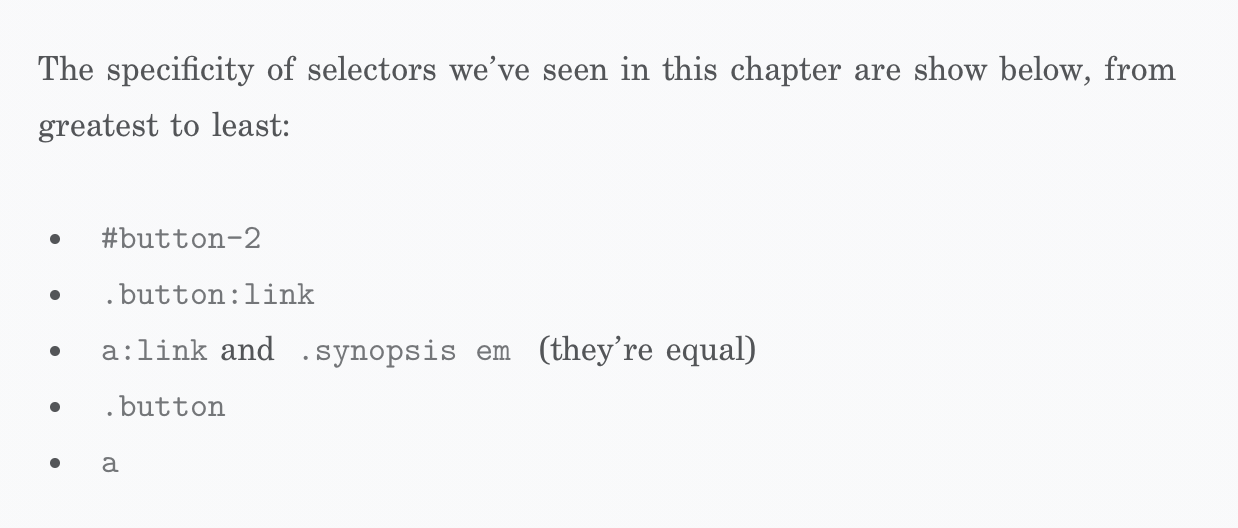 The specificity of selectors we’ve seen in this chapter are show below, from
greatest to least:
• #button-2
• .button:link
• a:link and .synopsis em (they’re equal)
• .button
• a